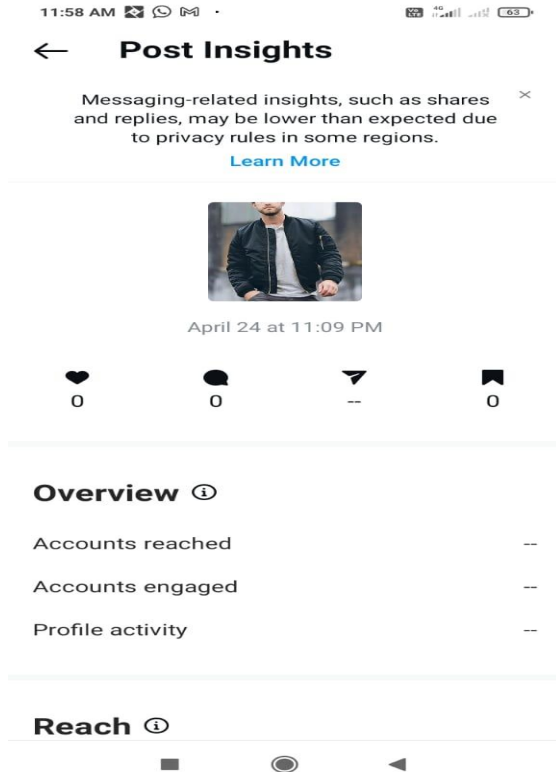 11:58 AM
4G
63
Post Insights
Messaging-related insights, such as shares
and replies, may be lower than expected due
to privacy rules in some regions.
Learn More
April 24 at 11:09 PM
0 0 -- 0
Overview
Accounts reached --
Accounts engaged --
Profile activity --
Reach